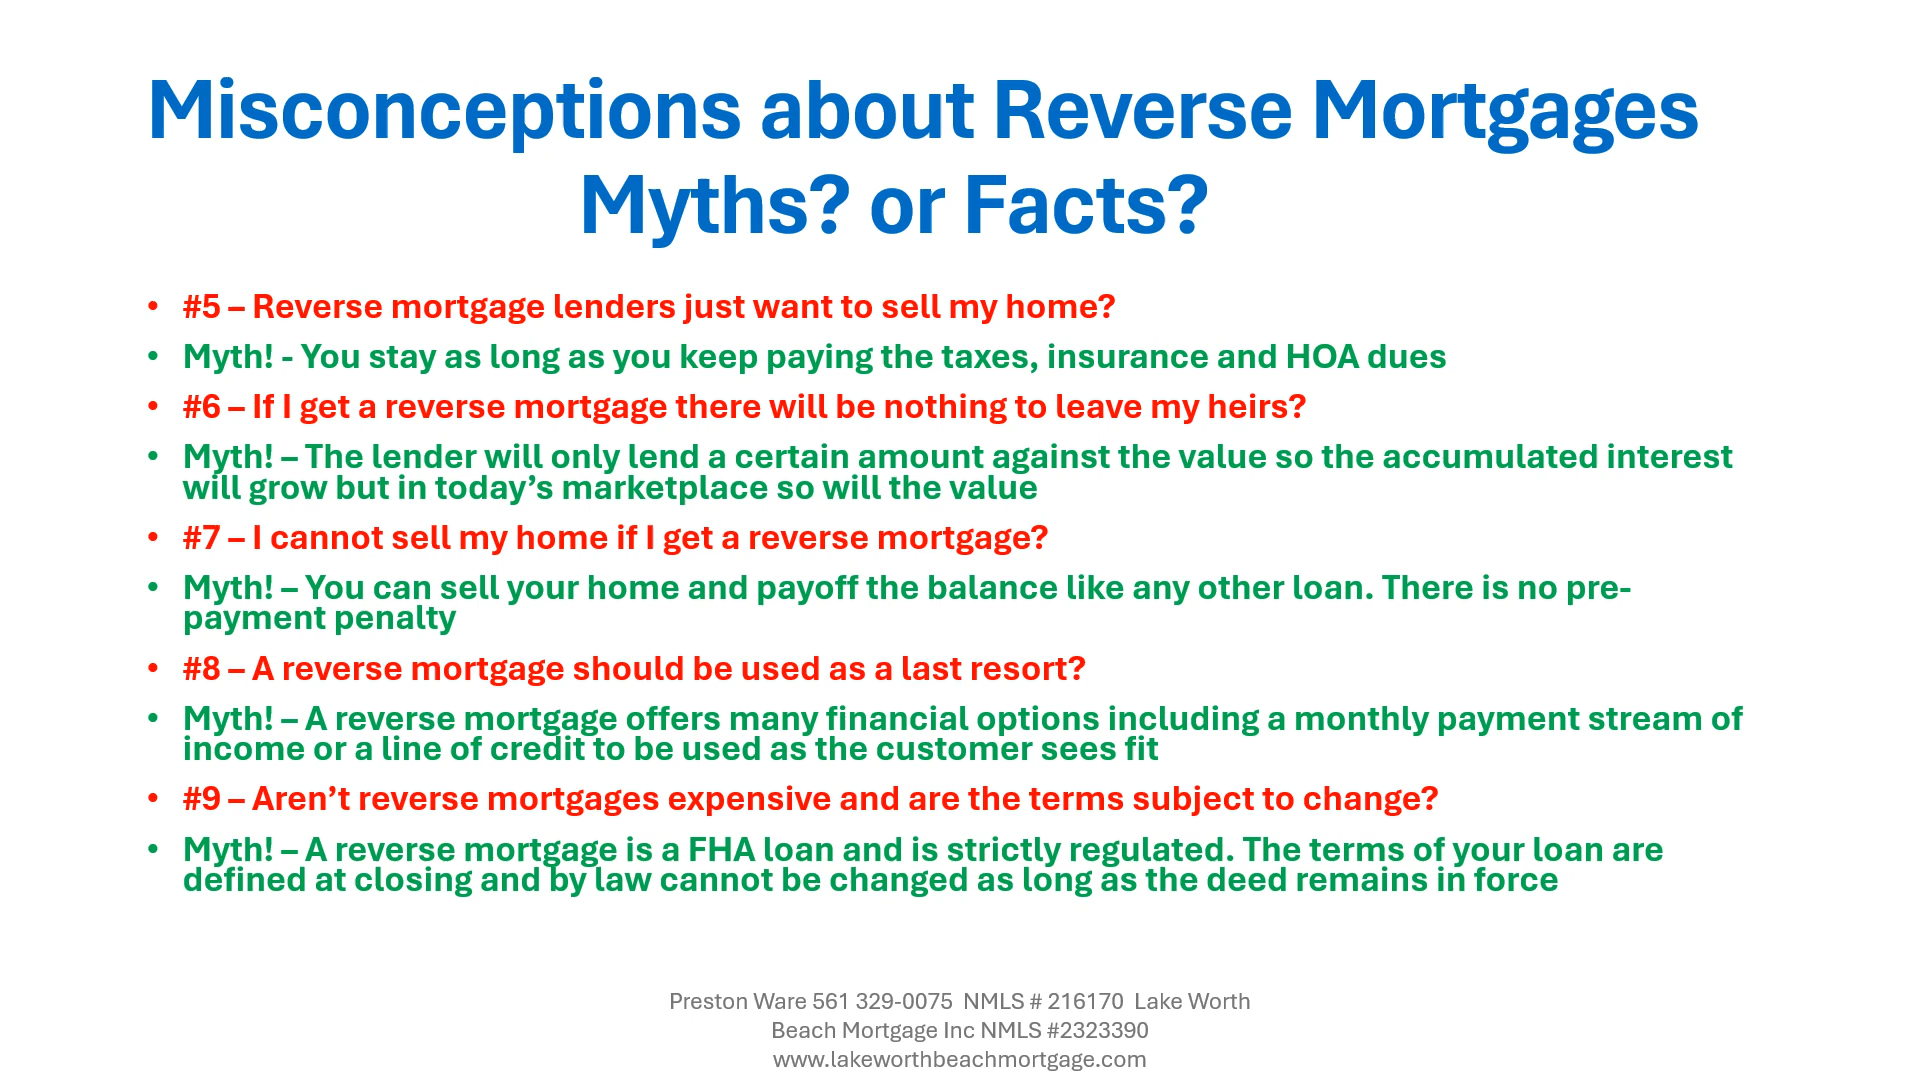 Misconceptions about Reverse Mortgages
Myths? or Facts?
• #5 – Reverse mortgage lenders just want to sell my home?
• Myth! - You stay as long as you keep paying the taxes, insurance and HOA dues
• #6 – If I get a reverse mortgage there will be nothing to leave my heirs?
• Myth! – The lender will only lend a certain amount against the value so the accumulated interest
will grow but in today’s marketplace so will the value
• #7 – I cannot sell my home if I get a reverse mortgage?
• Myth! – You can sell your home and payoff the balance like any other loan. There is no pre-
payment penalty
• #8 – A reverse mortgage should be used as a last resort?
• Myth! – A reverse mortgage offers many financial options including a monthly payment stream of
income or a line of credit to be used as the customer sees fit
• #9 – Aren’t reverse mortgages expensive and are the terms subject to change?
• Myth! – A reverse mortgage is a FHA loan and is strictly regulated. The terms of your loan are
defined at closing and by law cannot be changed as long as the deed remains in force
Preston Ware 561 329-0075 NMLS # 216170 Lake Worth
Beach Mortgage Inc NMLS #2323390
www.lakeworthbeachmortgage.com